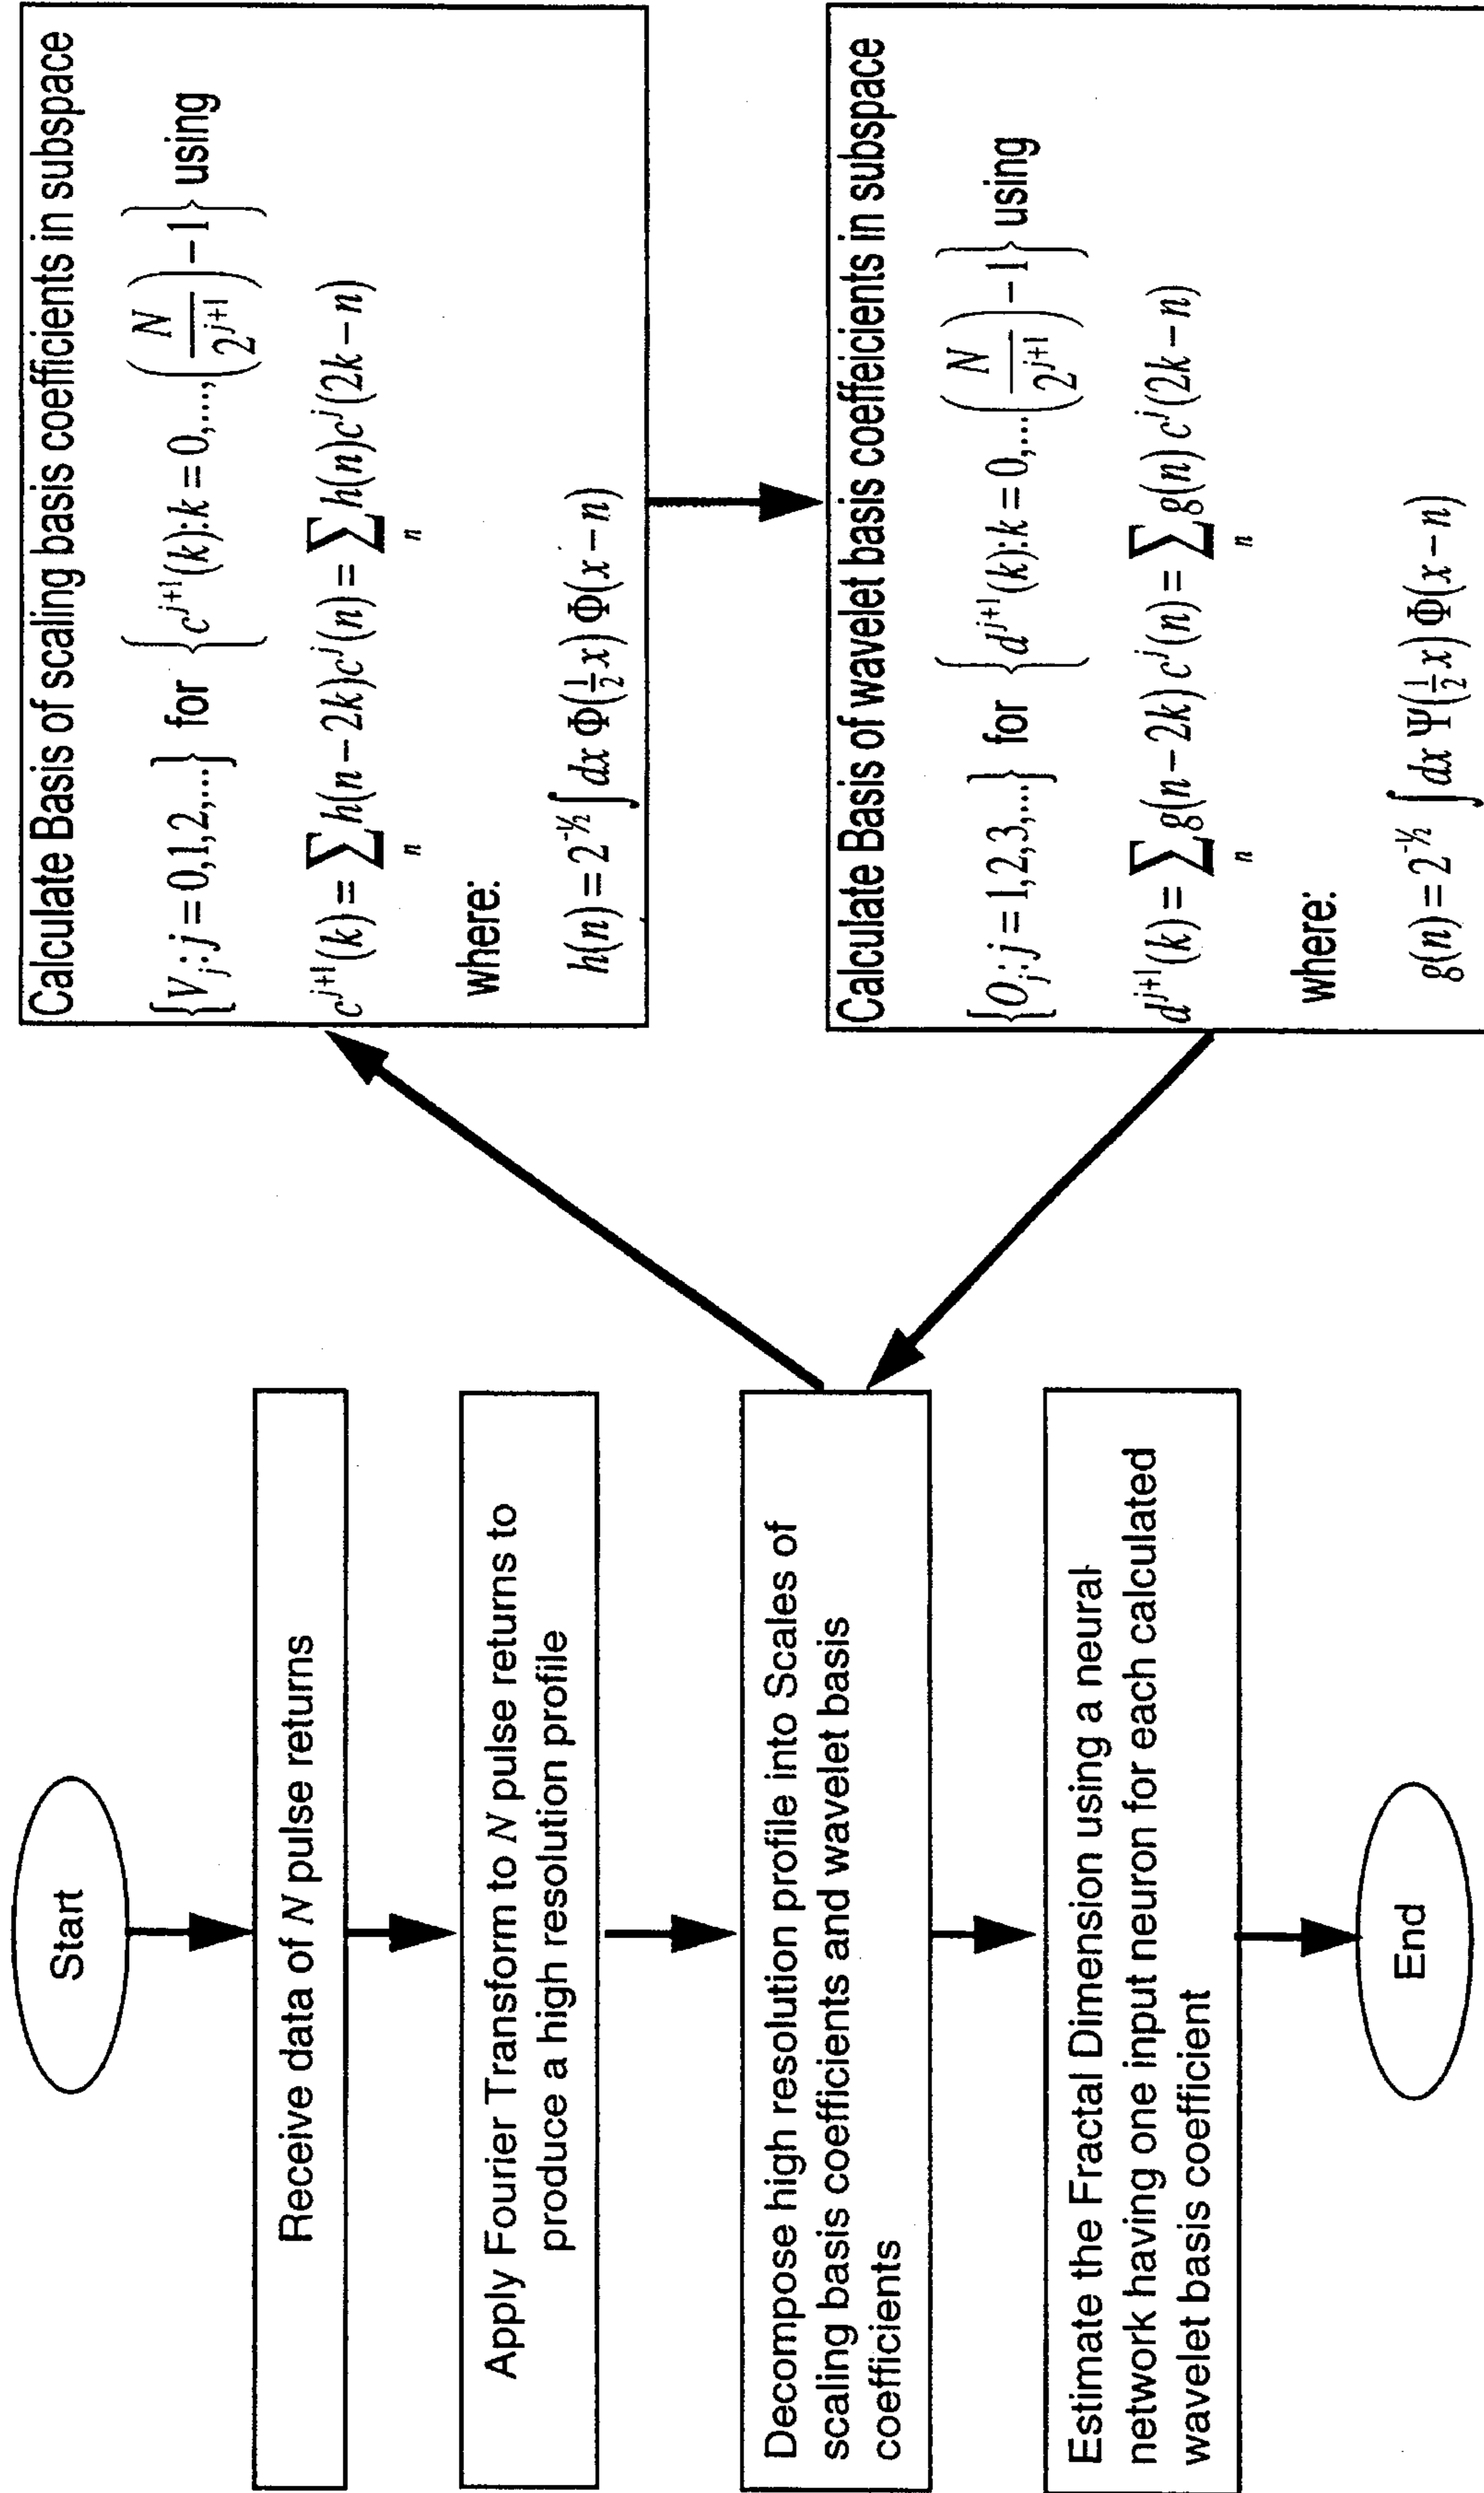 Start
Receive data of N pulse returns
Apply Fourier Transform to N pulse returns to
produce a high resolution profile
Decompose high resolution profile into Scales of
scaling basis coefficients and wavelet basis
coefficients
Estimate the Fractal Dimension using a neural
network having one input neuron for each calculated
wavelet basis coefficient
End
Calculate Basis of scaling basis coefficients in subspace
{V_j : j = 0,1,2,...} for {c^{j+1}(k) : k = 0,...,(N/2^{j+1}) − 1} using
c^{j+1}(k) = ∑_n h(n − 2k)c^j(n) = ∑_n h(n)c^j(2k − n)
where:
h(n) = 2^{-½} ∫ dx Φ(½x) Φ(x − n)
Calculate Basis of wavelet basis coeffeicients in subspace
{O_j : j = 1,2,3,...} for {d^{j+1}(k) : k = 0,...(N/2^{j+1}) − 1} using
d^{j+1}(k) = ∑_n g(n − 2k) c^j(n) = ∑_n g(n) c^j(2k − n)
where:
g(n) = 2^{-½} ∫ dx Ψ(½x) Φ(x − n)